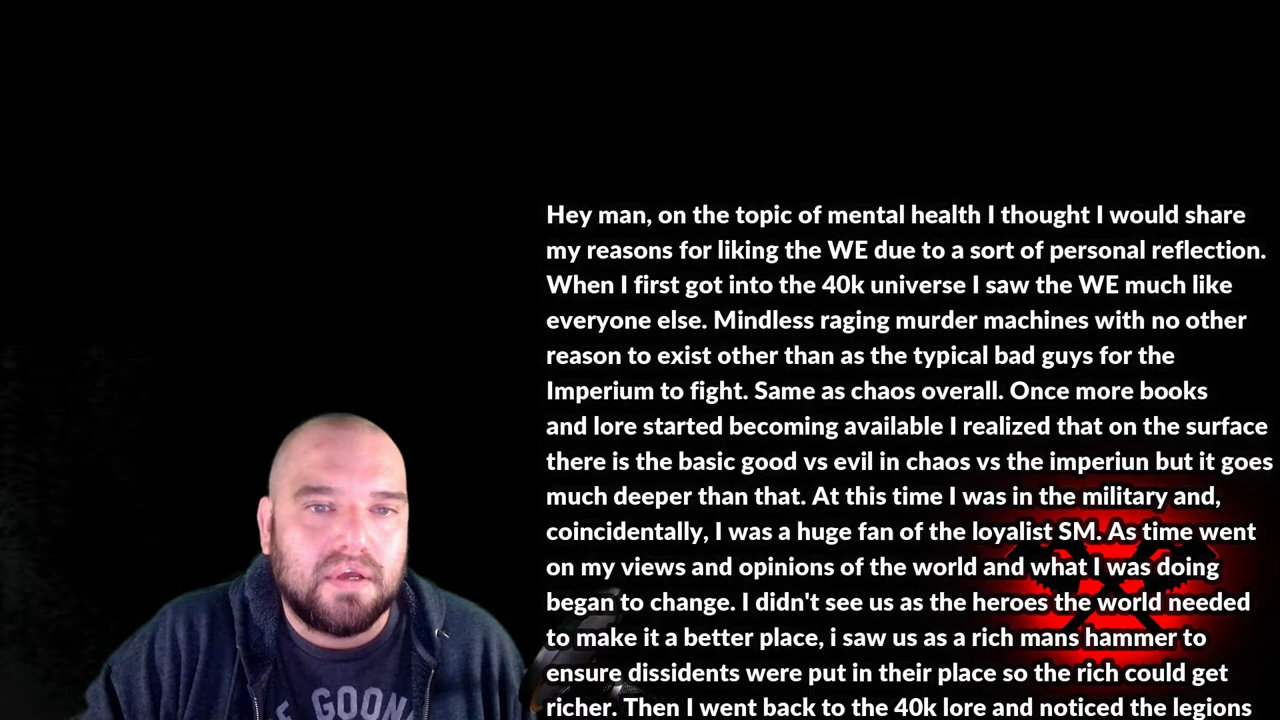 Hey man, on the topic of mental health I thought I would share
my reasons for liking the WE due to a sort of personal reflection.
When I first got into the 40k universe I saw the WE much like
everyone else. Mindless raging murder machines with no other
reason to exist other than as the typical bad guys for the
Imperium to fight. Same as chaos overall. Once more books
and lore started becoming available I realized that on the surface
there is the basic good vs evil in chaos vs the imperiun but it goes
much deeper than that. At this time I was in the military and,
coincidentally, I was a huge fan of the loyalist SM. As time went
on my views and opinions of the world and what I was doing
began to change. I didn't see us as the heroes the world needed
to make it a better place, i saw us as a rich mans hammer to
ensure dissidents were put in their place so the rich could get
richer. Then I went back to the 40k lore and noticed the legions
GOON